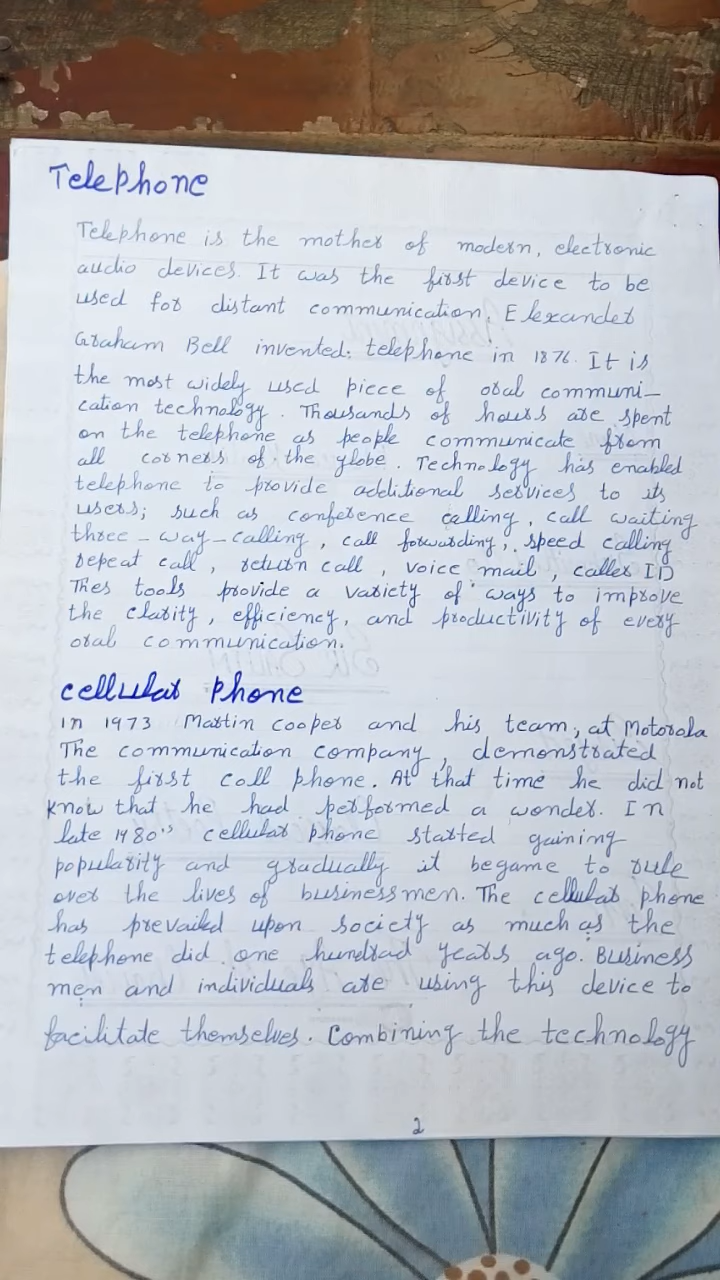 Telephone
Telephone is the mother of modern, electronic
audio devices. It was the first device to be
used for distant communication. Elexander
Graham Bell invented. telephone in 1876. It is
the most widely used piece of oral communi-
cation technology. Thousands of hours are spent
on the telephone as people communicate from
all corners of the globe. Technology has enabled
telephone to provide additional services to its
users; such as conference calling, call waiting
three-way-calling, call forwarding, speed calling
repeat call, return call, voice mail, caller ID
Thes tools provide a variety of ways to improve
the clarity, efficiency, and productivity of every
oral communication.
cellular phone
In 1973 Martin cooper and his team, at Motorola
The communication company, demonstrated
the first coll phone. At that time he did not
know that he had performed a wonder. In
late 1980's cellular phone started gaining
popularity and gradually it begame to rule
over the lives of businessmen. The cellular phone
has prevailed upon society as much as the
telephone did one hundrad years ago. Business
men and individuals are using this device to
facilitate themselves. Combining the technology
2